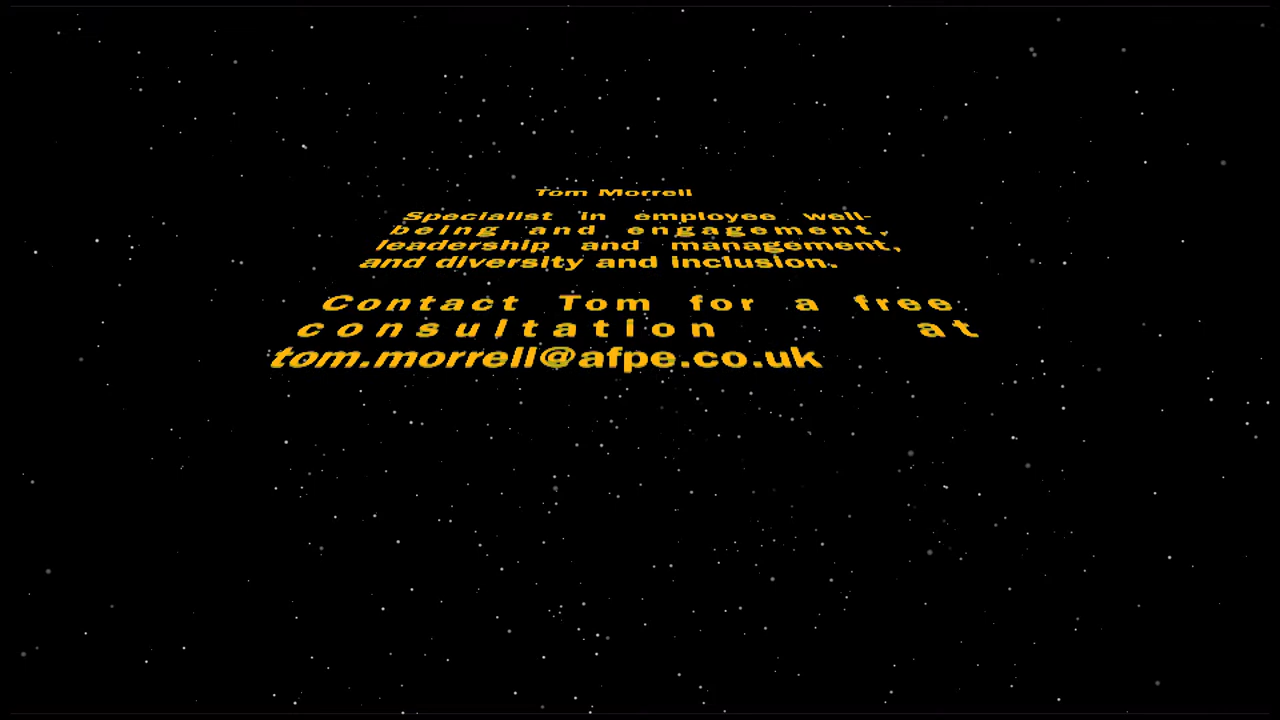 Tom Morrell
Specialist in employee well-
being and engagement,
leadership and management,
and diversity and inclusion.
Contact Tom for a free
consultation at
tom.morrell@afpe.co.uk